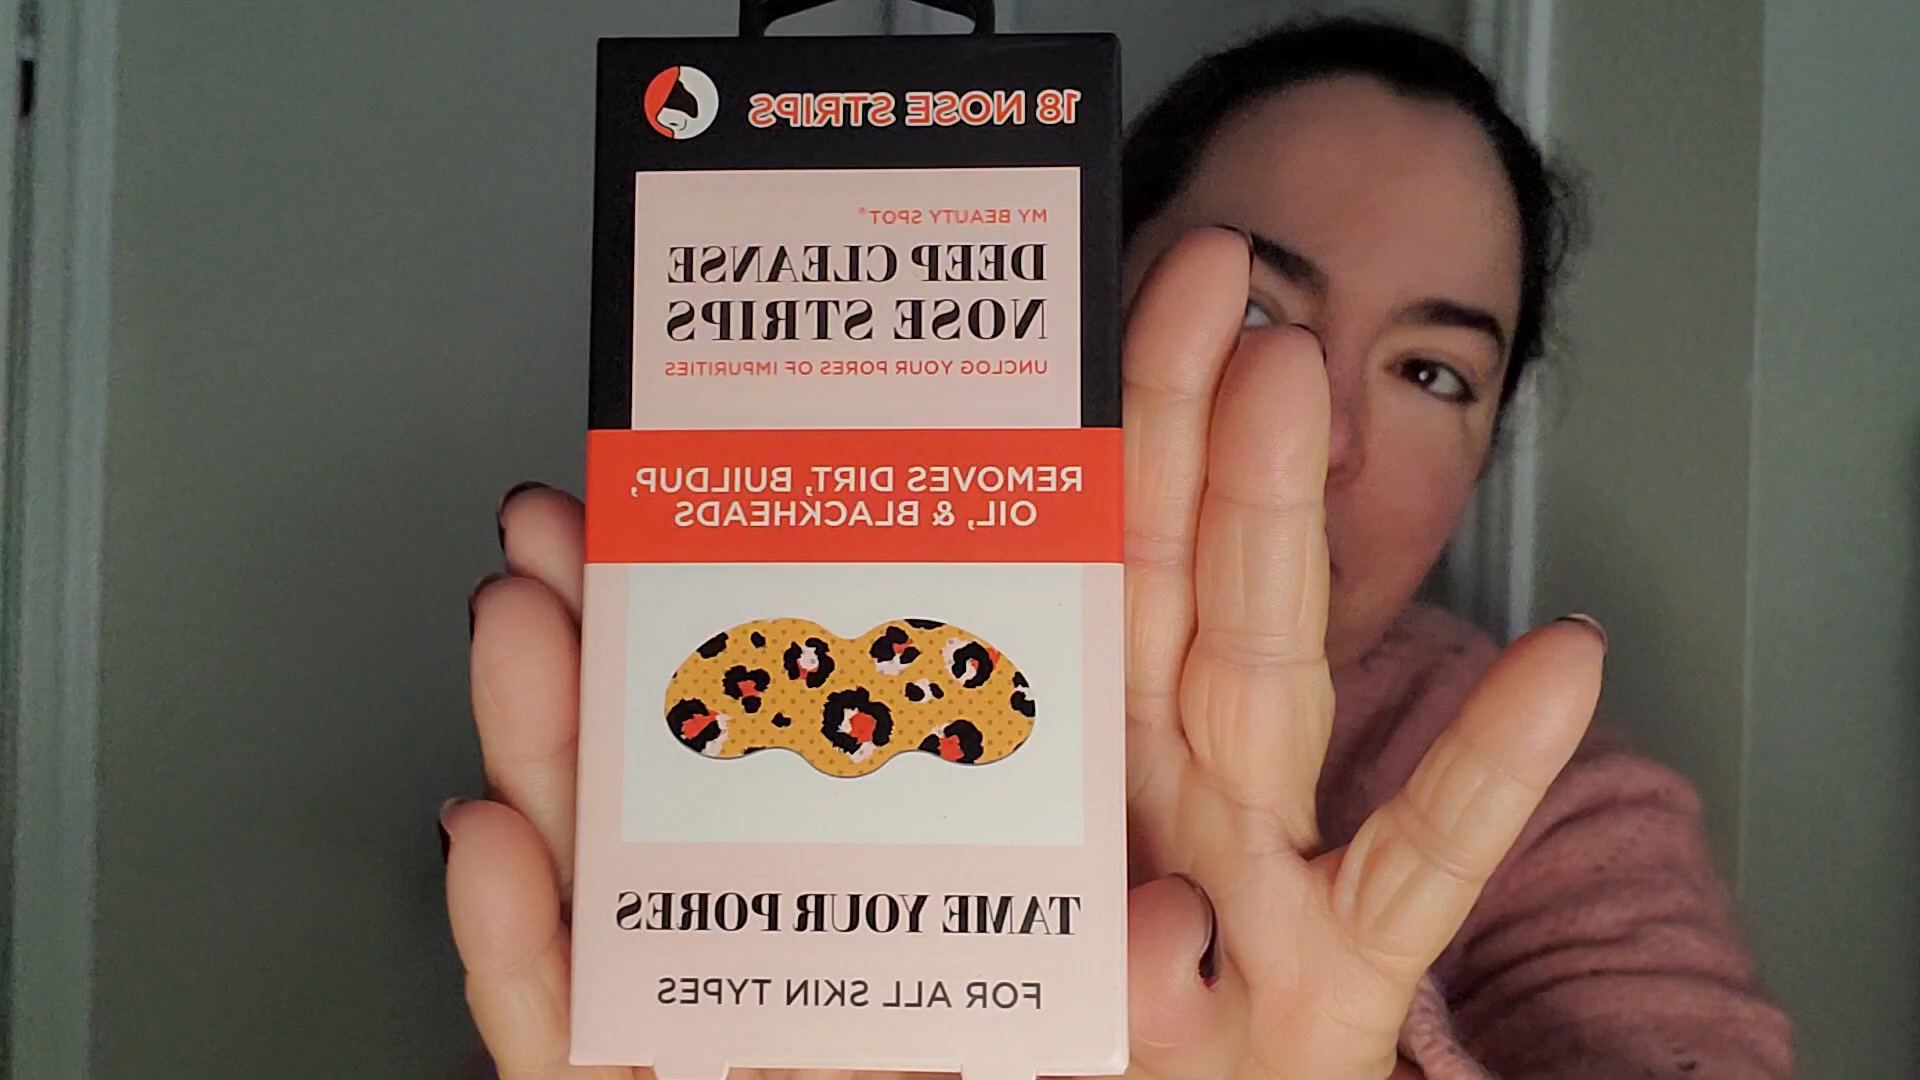 18 NOSE STRIPS
MY BEAUTY SPOT®
DEEP CLEANSE
NOSE STRIPS
UNCLOG YOUR PORES OF IMPURITIES
REMOVES DIRT, BUILDUP,
OIL, & BLACKHEADS
TAME YOUR PORES
FOR ALL SKIN TYPES